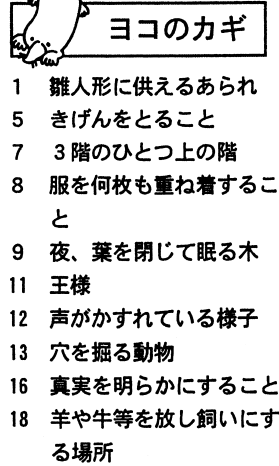 ヨコのカギ
1 雛人形に供えるあられ
5 きげんをとること
7 3階のひとつ上の階
8 服を何枚も重ね着するこ
と
9 夜、葉を閉じて眠る木
11 王様
12 声がかすれている様子
13 穴を掘る動物
16 真実を明らかにすること
18 羊や牛等を放し飼いにす
る場所